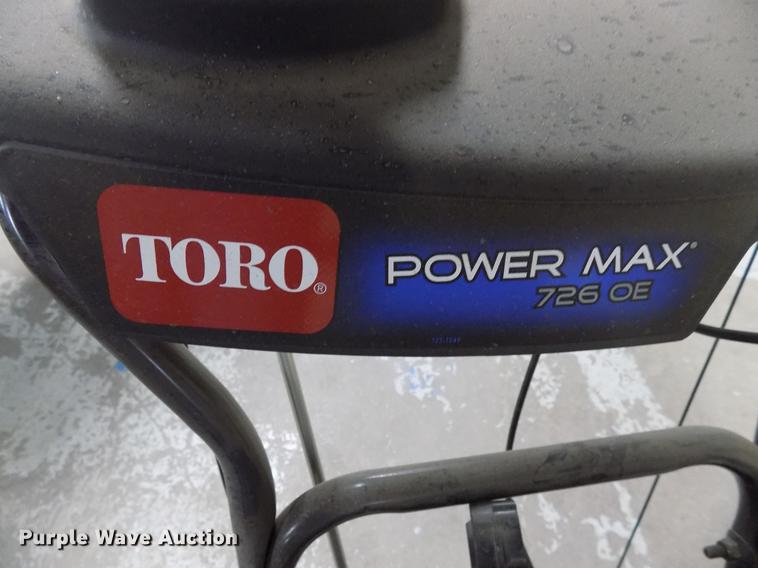 TORO®
POWER MAX®
726 OE
Purple Wave Auction